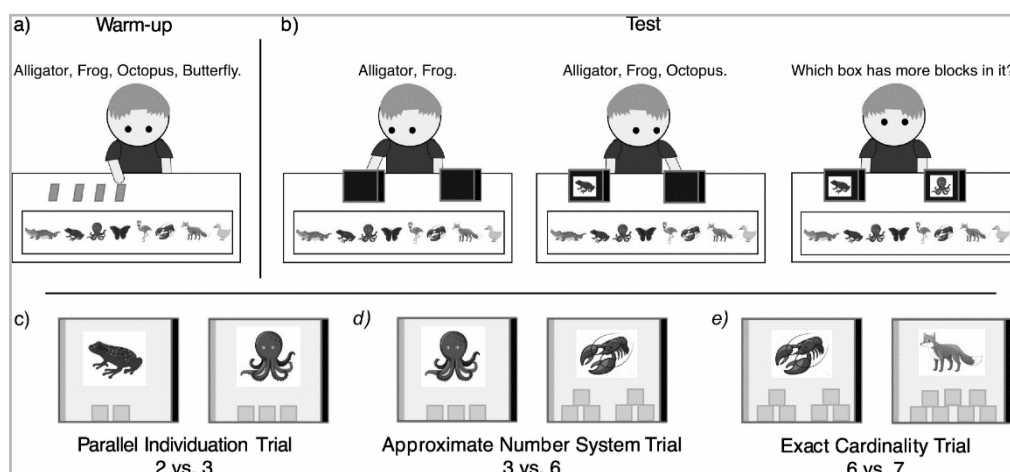 a) Warm-up b) Test
Alligator, Frog, Octopus, Butterfly. Alligator, Frog. Alligator, Frog, Octopus. Which box has more blocks in it?
c) d) e)
Parallel Individuation Trial Approximate Number System Trial Exact Cardinality Trial
2 vs. 3 3 vs. 6 6 vs. 7